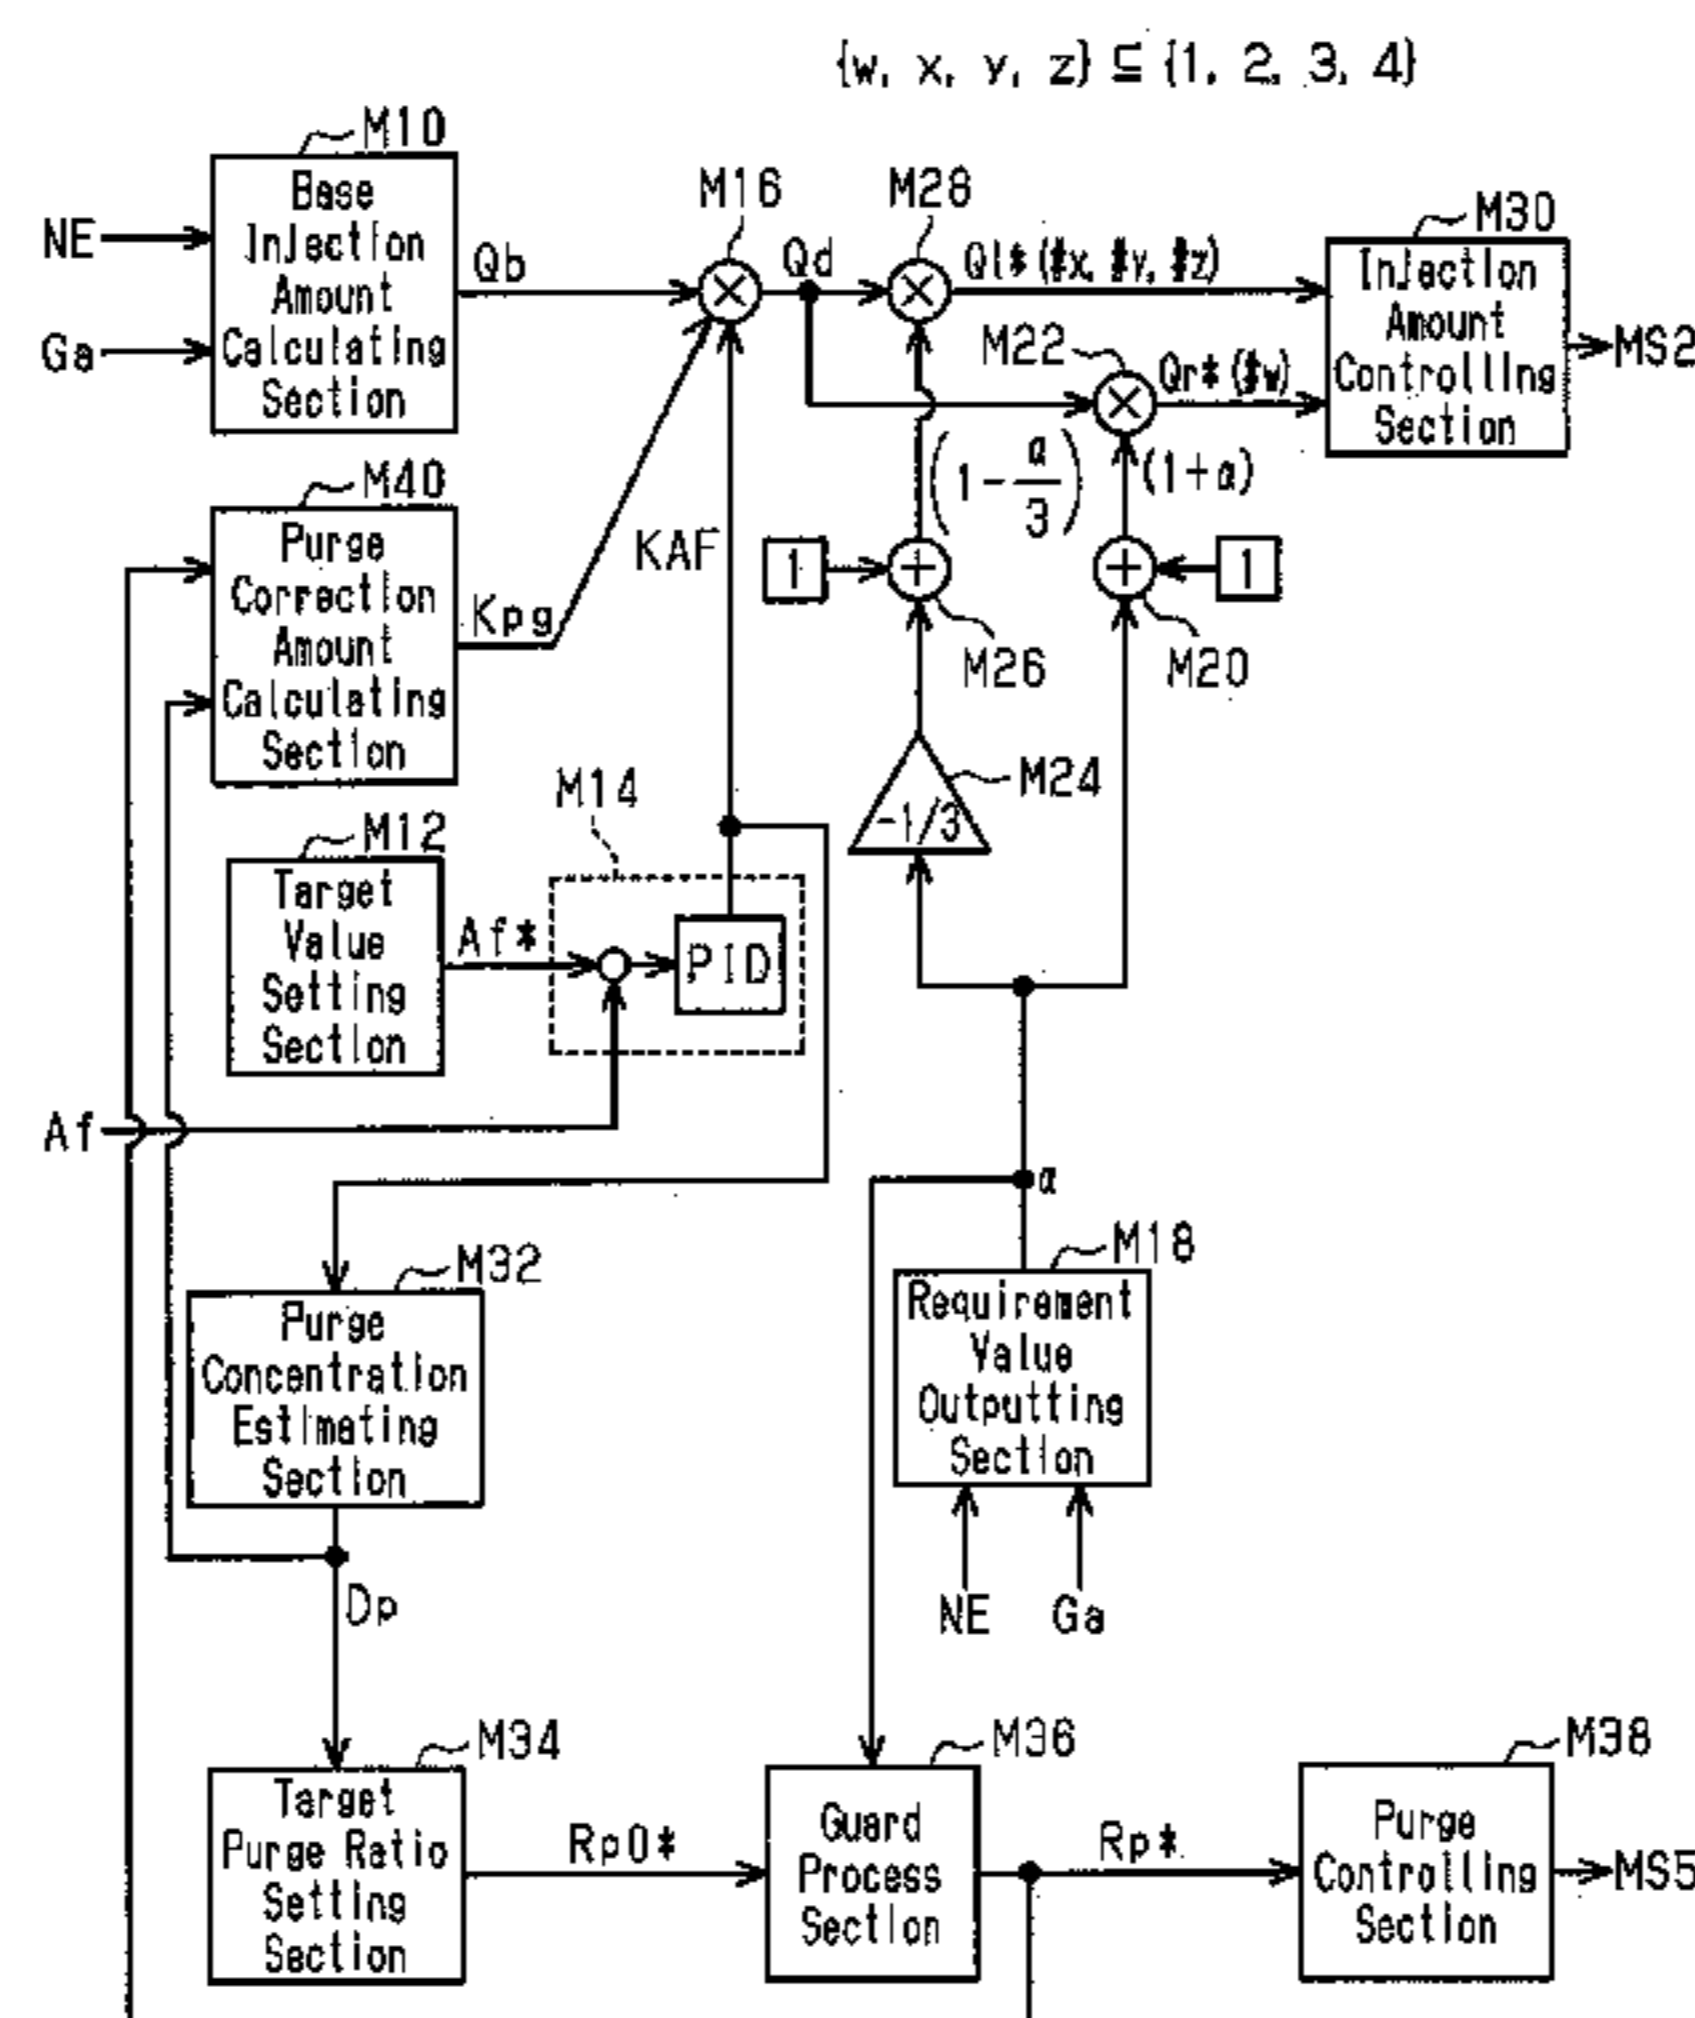 {w, x, y, z} ⊆ {1, 2, 3, 4}
M10
Base
Injection
Amount
Calculating
Section
NE
Ga
Qb
M16
Qd
M28
Ql* (#x, #y, #z)
M22
Qr* (#w)
M30
Injection
Amount
Controlling
Section
MS2
M40
Purge
Correction
Amount
Calculating
Section
Kpg
KAF
(1-α/3)
(1+α)
1
1
M26
M20
M24
-1/3
M12
Target
Value
Setting
Section
Af*
M14
PID
Af
α
M18
Requirement
Value
Outputting
Section
NE
Ga
M32
Purge
Concentration
Estimating
Section
Dp
M34
Target
Purge Ratio
Setting
Section
Rp0*
M36
Guard
Process
Section
Rp*
M38
Purge
Controlling
Section
MS5